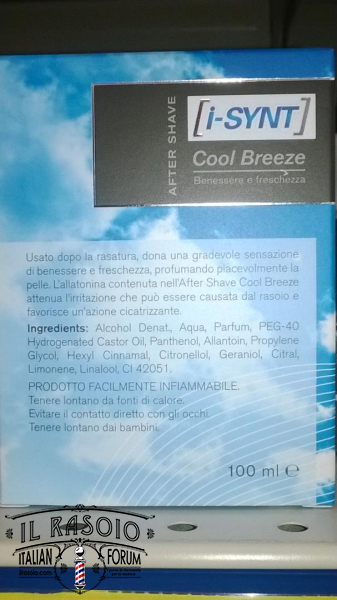 AFTER SHAVE
[i-SYNT]
Cool Breeze
Benessere e freschezza
Usato dopo la rasatura, dona una gradevole sensazione
di benessere e freschezza, profumando piacevolmente la
pelle. L'allatonina contenuta nell'After Shave Cool Breeze
attenua l'irritazione che può essere causata dal rasoio e
favorisce un'azione cicatrizzante.
Ingredients: Alcohol Denat., Aqua, Parfum, PEG-40
Hydrogenated Castor Oil, Panthenol, Allantoin, Propylene
Glycol, Hexyl Cinnamal, Citronellol, Geraniol, Citral,
Limonene, Linalool, CI 42051.
PRODOTTO FACILMENTE INFIAMMABILE.
Tenere lontano da fonti di calore.
Evitare il contatto diretto con gli occhi.
Tenere lontano dai bambini.
100 ml ℮
IL RASOIO
ITALIAN FORUM
ilrasoio.com